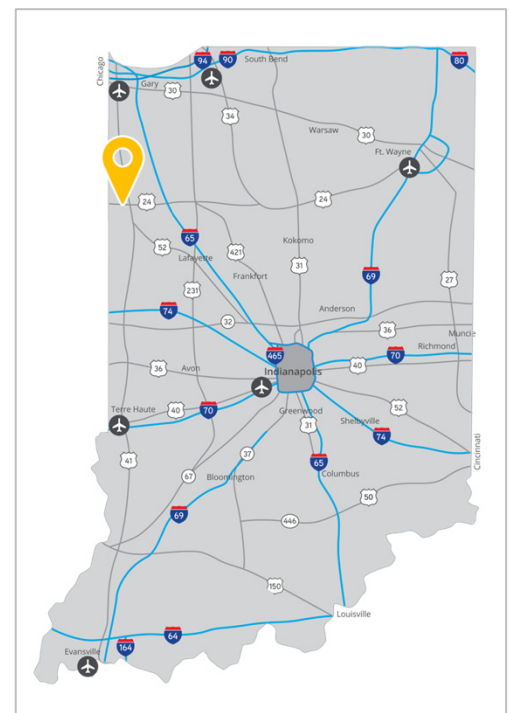 Chicago
94
90
South Bend
80
Gary
30
34
Warsaw
30
Ft. Wayne
24
24
52
65
421
Kokomo
31
Lafayette
Frankfort
69
27
231
74
32
Anderson
36
Muncie
465
Richmond
70
36
Avon
40
Indianapolis
Terre Haute
40
70
Greenwood
52
31
Shelbyville
74
41
37
65
Cincinnati
67
Bloomington
Columbus
50
69
446
150
Louisville
64
164
Evansville